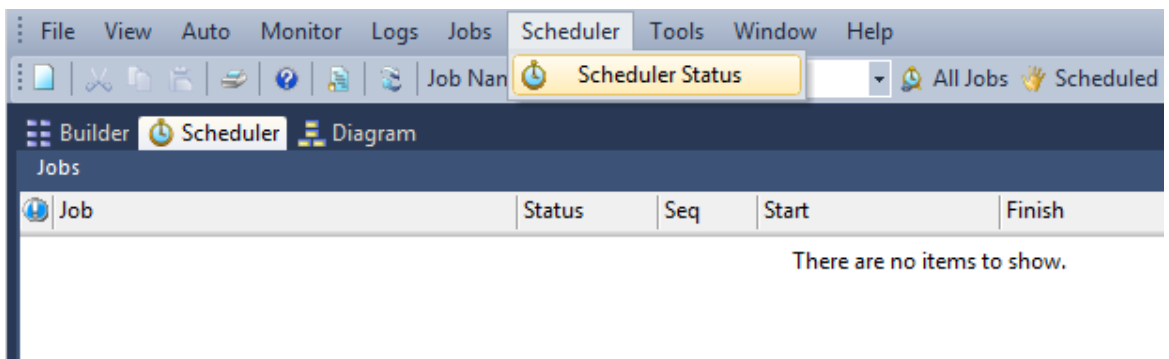 File View Auto Monitor Logs Jobs Scheduler Tools Window Help
Job Nan Scheduler Status All Jobs Scheduled
Builder Scheduler Diagram
Jobs
Job Status Seq Start Finish
There are no items to show.